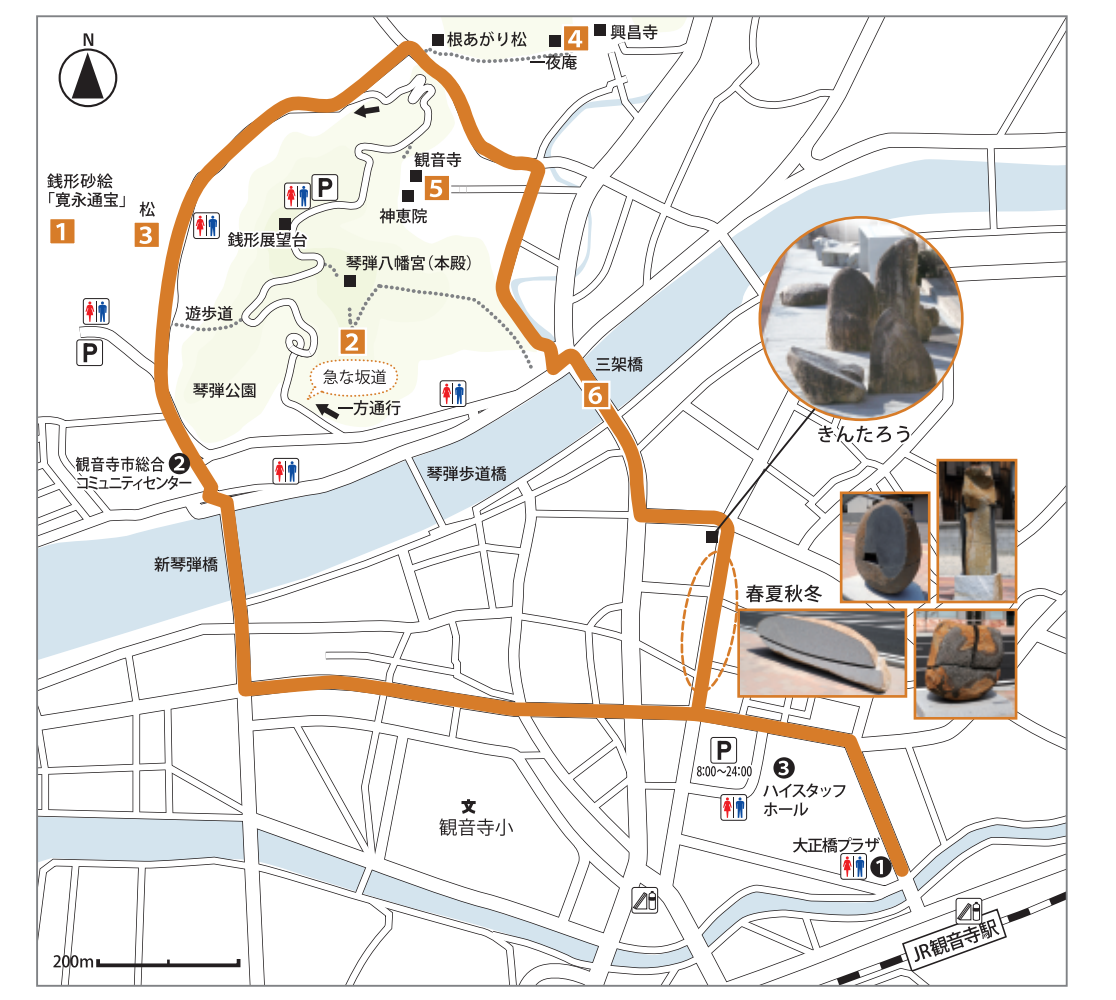 N
根あがり松
4
興昌寺
一夜庵
銭形砂絵
「寛永通宝」
1
松
3
観音寺
5
神恵院
P
銭形展望台
琴弾八幡宮(本殿)
遊歩道
P
2
急な坂道
琴弾公園
一方通行
三架橋
6
きんたろう
観音寺市総合
コミュニティセンター
2
琴弾歩道橋
新琴弾橋
春夏秋冬
P
8:00〜24:00
3
ハイスタッフ
ホール
文
観音寺小
大正橋プラザ
1
JR観音寺駅
200m